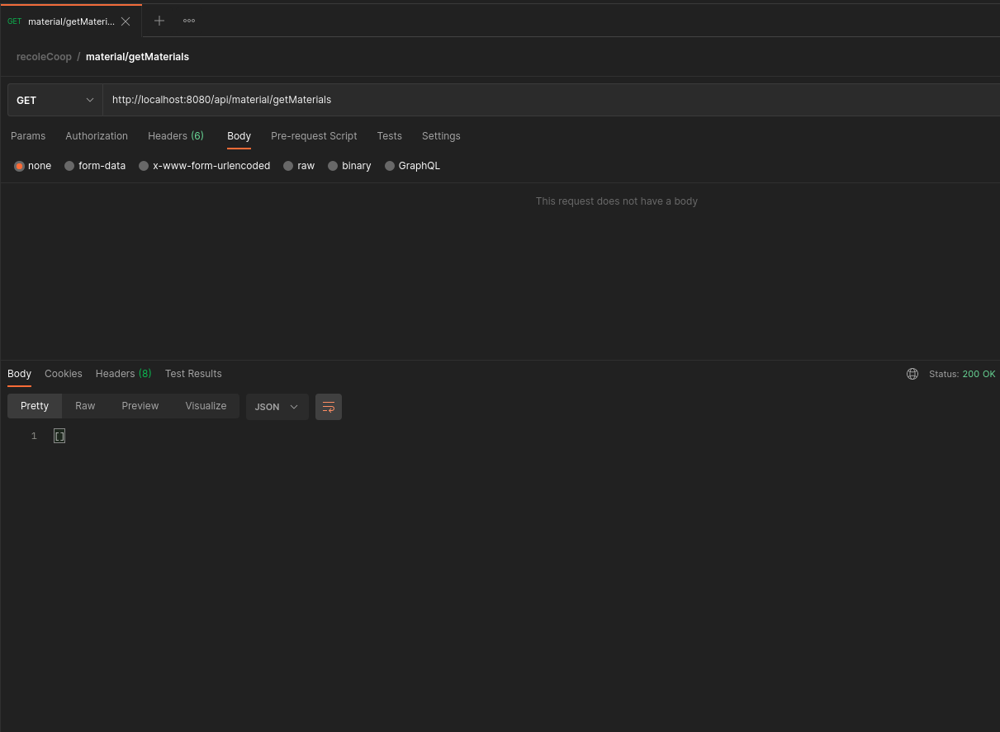 GET material/getMateri...
recoleCoop / material/getMaterials
GET http://localhost:8080/api/material/getMaterials
Params Authorization Headers (6) Body Pre-request Script Tests Settings
none form-data x-www-form-urlencoded raw binary GraphQL
This request does not have a body
Body Cookies Headers (8) Test Results Status: 200 OK
Pretty Raw Preview Visualize JSON
1 []